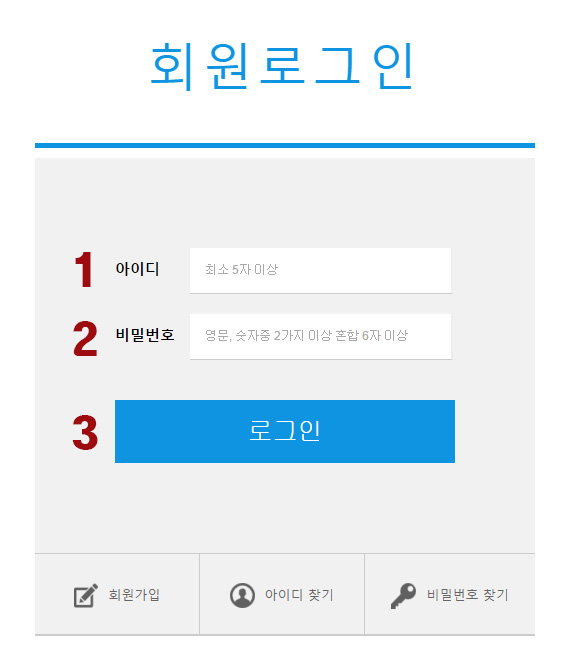 회원로그인
1 아이디 최소 5자 이상
2 비밀번호 영문, 숫자중 2가지 이상 혼합 6자 이상
3 로그인
회원가입 아이디 찾기 비밀번호 찾기